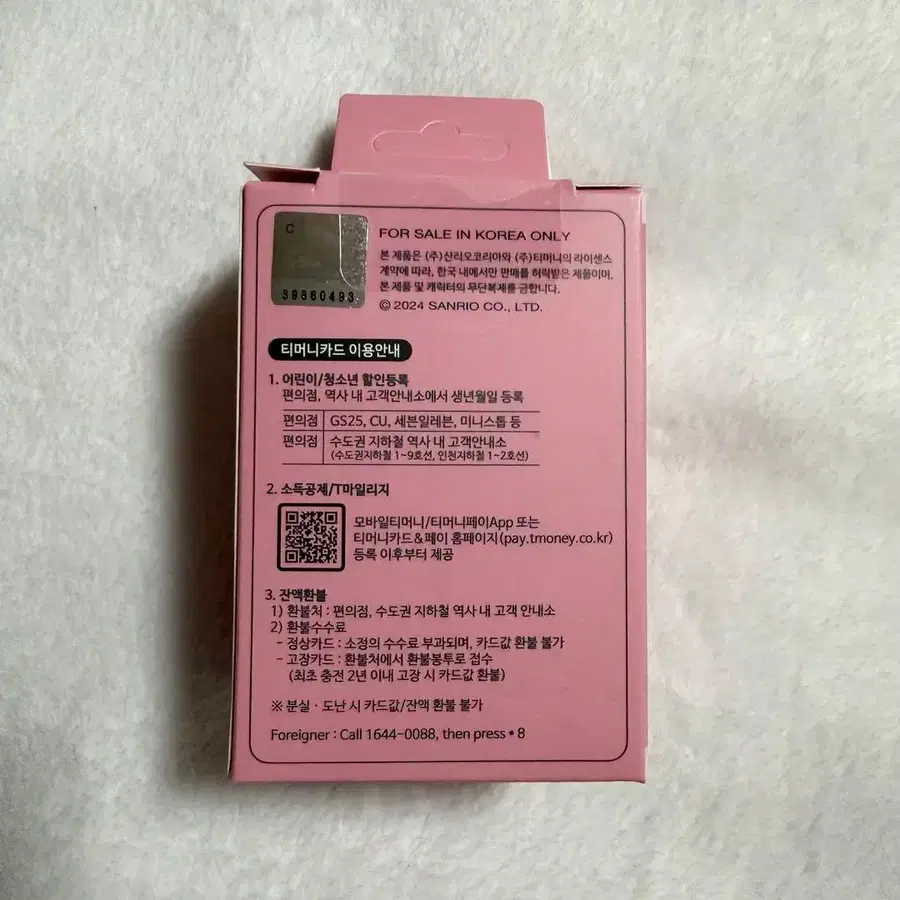 C
39860493
FOR SALE IN KOREA ONLY
본 제품은 (주)산리오코리아와 (주)티머니의 라이센스
계약에 따라, 한국 내에서만 판매를 허락받은 제품이며,
본 제품 및 캐릭터의 무단복제를 금합니다.
© 2024 SANRIO CO., LTD.
티머니카드 이용안내
1. 어린이/청소년 할인등록
편의점, 역사 내 고객안내소에서 생년월일 등록
편의점 GS25, CU, 세븐일레븐, 미니스톱 등
편의점 수도권 지하철 역사 내 고객안내소
(수도권지하철 1~9호선, 인천지하철 1~2호선)
2. 소득공제/T마일리지
모바일티머니/티머니페이App 또는
티머니카드&페이 홈페이지(pay.tmoney.co.kr)
등록 이후부터 제공
3. 잔액환불
1) 환불처 : 편의점, 수도권 지하철 역사 내 고객 안내소
2) 환불수수료
- 정상카드 : 소정의 수수료 부과되며, 카드값 환불 불가
- 고장카드 : 환불처에서 환불봉투로 접수
(최초 충전 2년 이내 고장 시 카드값 환불)
※ 분실 · 도난 시 카드값/잔액 환불 불가
Foreigner : Call 1644-0088, then press * 8